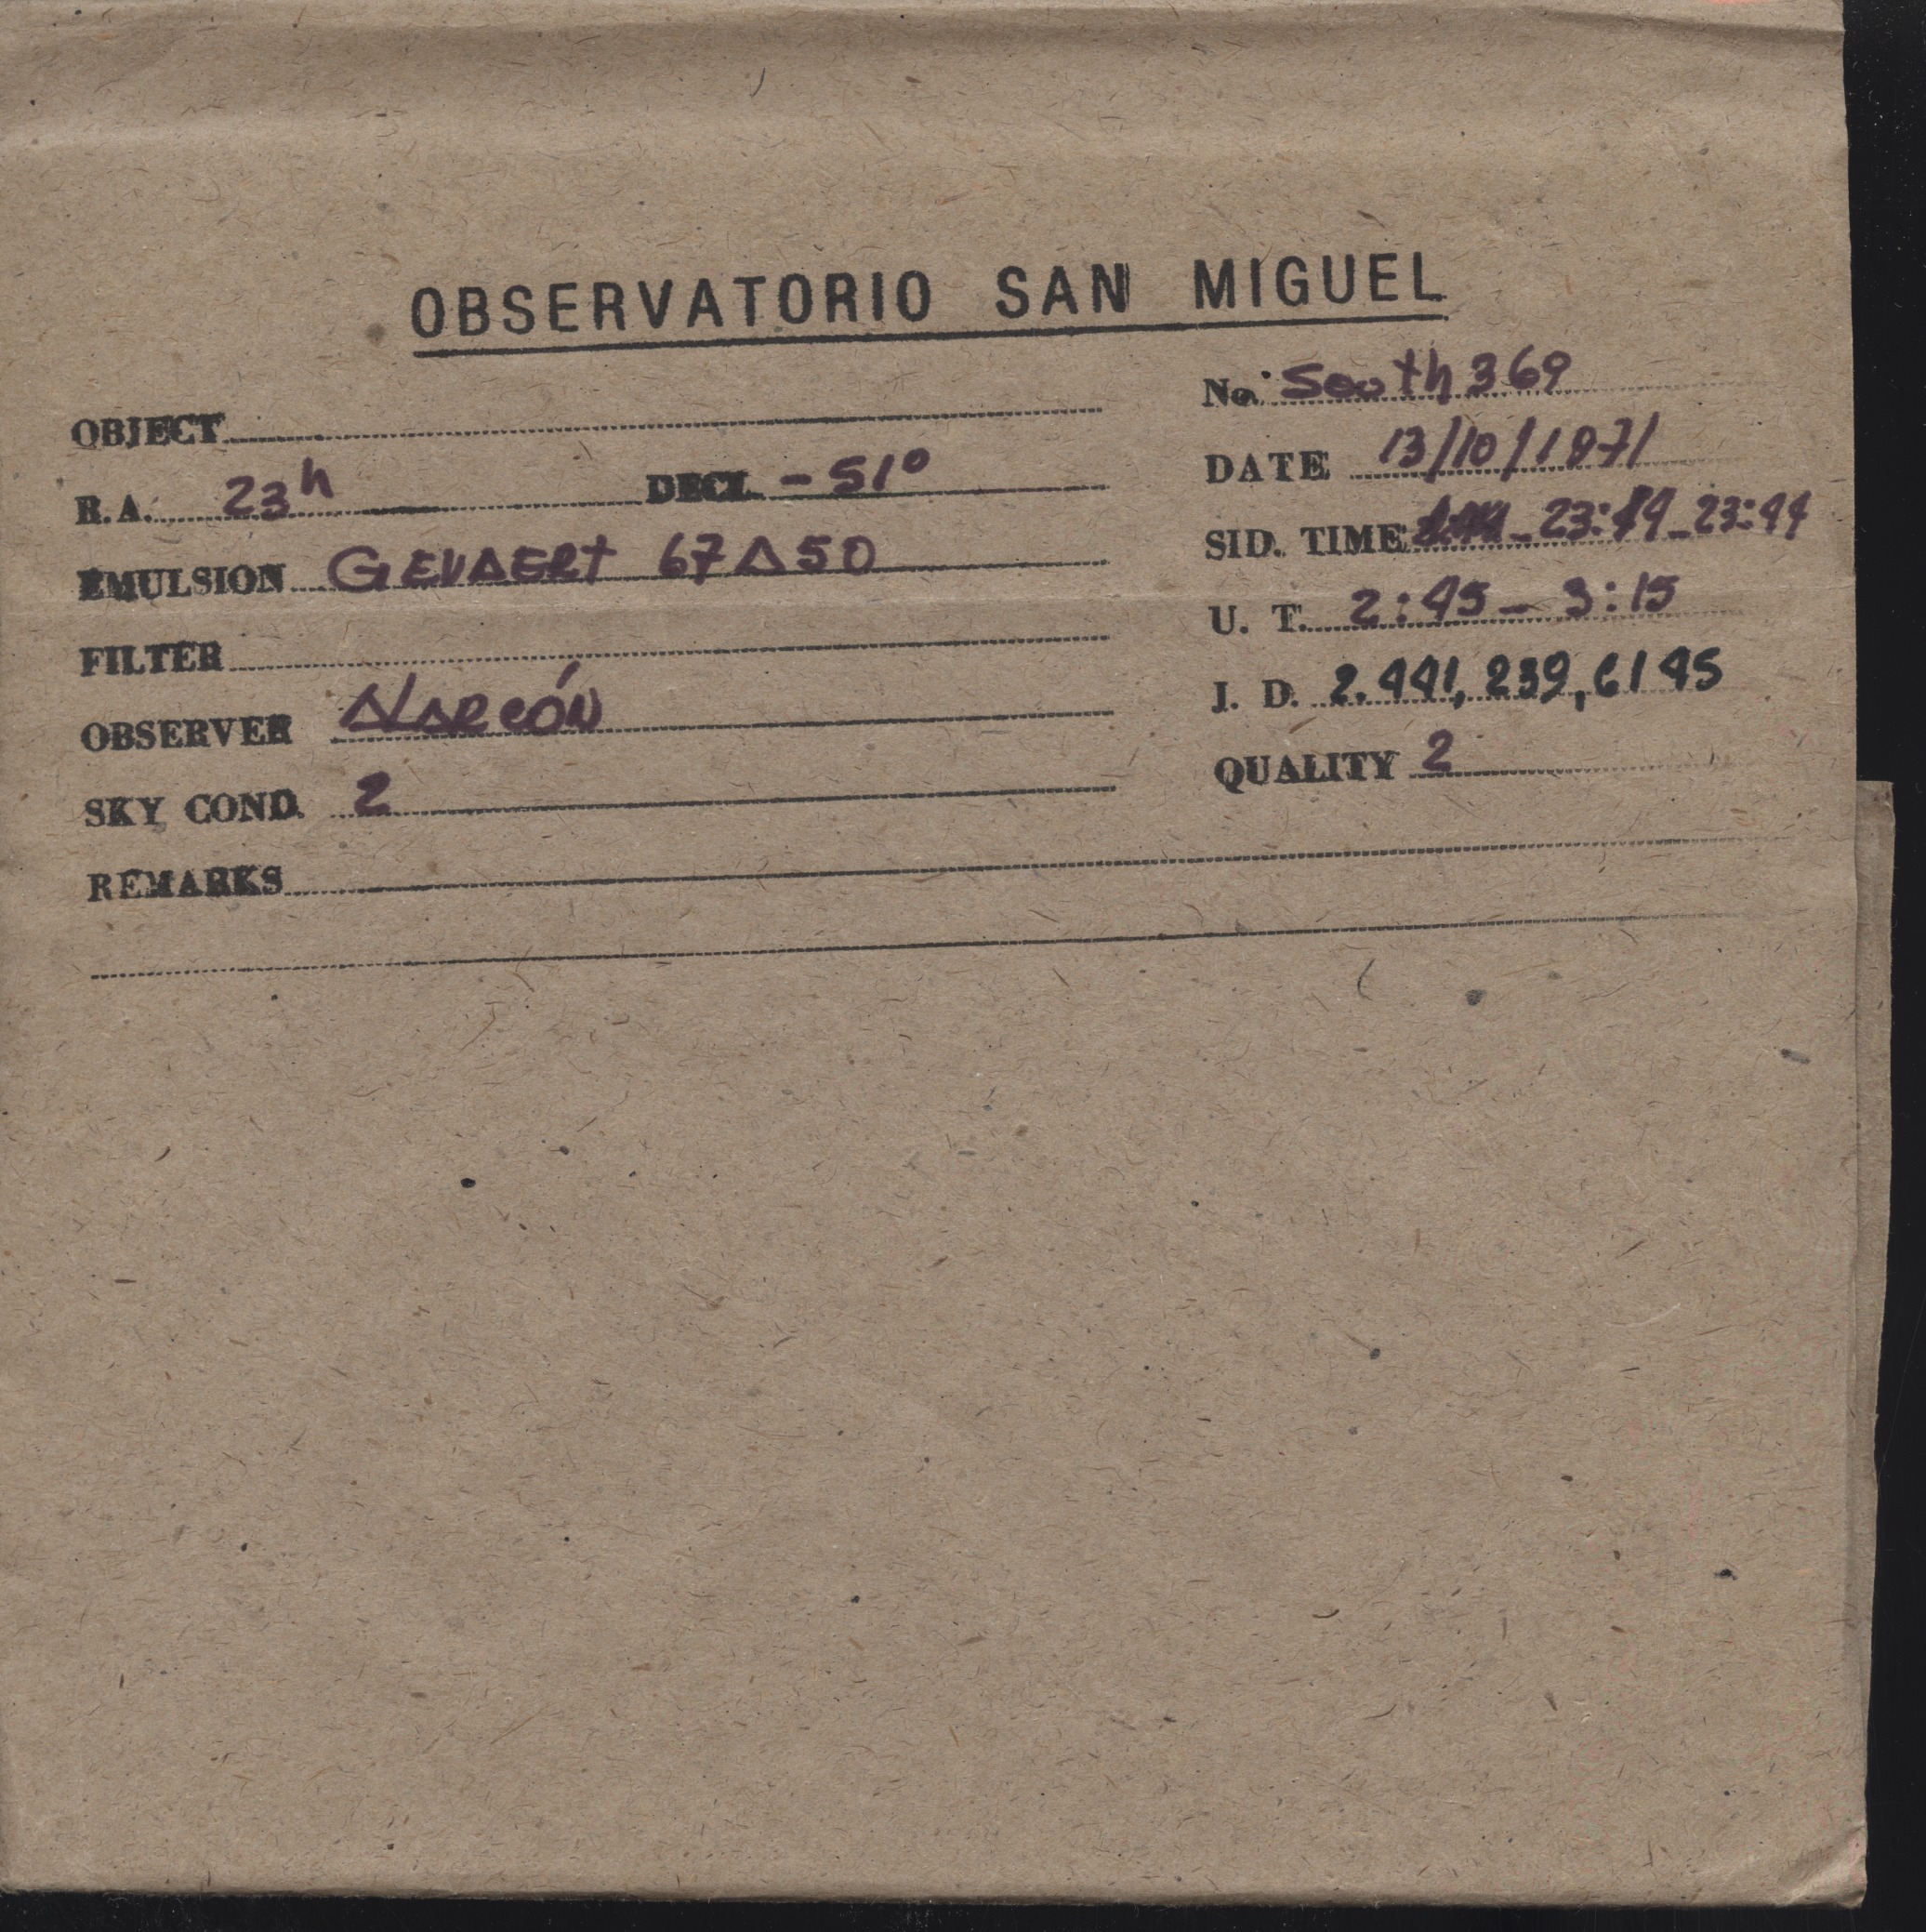 OBSERVATORIO SAN MIGUEL
No. South 369
OBJECT
DATE 13/10/1971
R.A. 23h DECL. -51°
SID. TIME - 23:14 - 23:44
EMULSION GEVAERT 67A50
U. T. 2:45 - 3:15
FILTER
J. D. 2.441,239,6145
OBSERVER ALARCÓN
QUALITY 2
SKY COND. 2
REMARKS